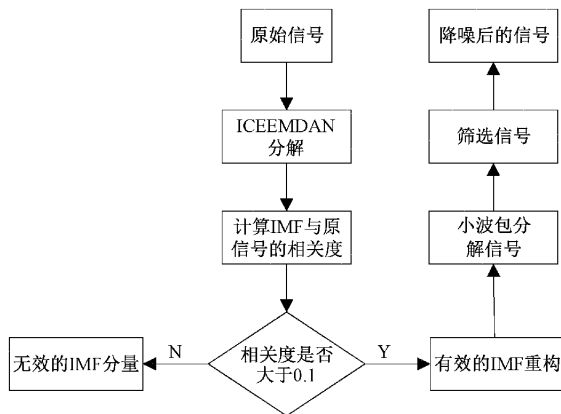 原始信号
降噪后的信号
ICEEMDAN
分解
筛选信号
计算IMF与原
信号的相关度
小波包分
解信号
相关度是否
大于0.1
N
Y
无效的IMF分量
有效的IMF重构